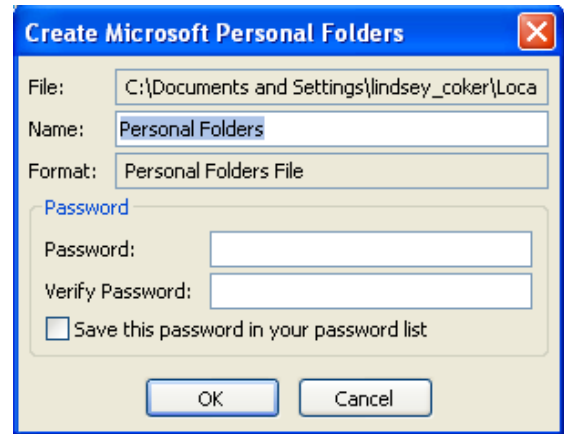 Create Microsoft Personal Folders
File: C:\Documents and Settings\lindsey_coker\Loca
Name: Personal Folders
Format: Personal Folders File
Password
Password:
Verify Password:
Save this password in your password list
OK Cancel